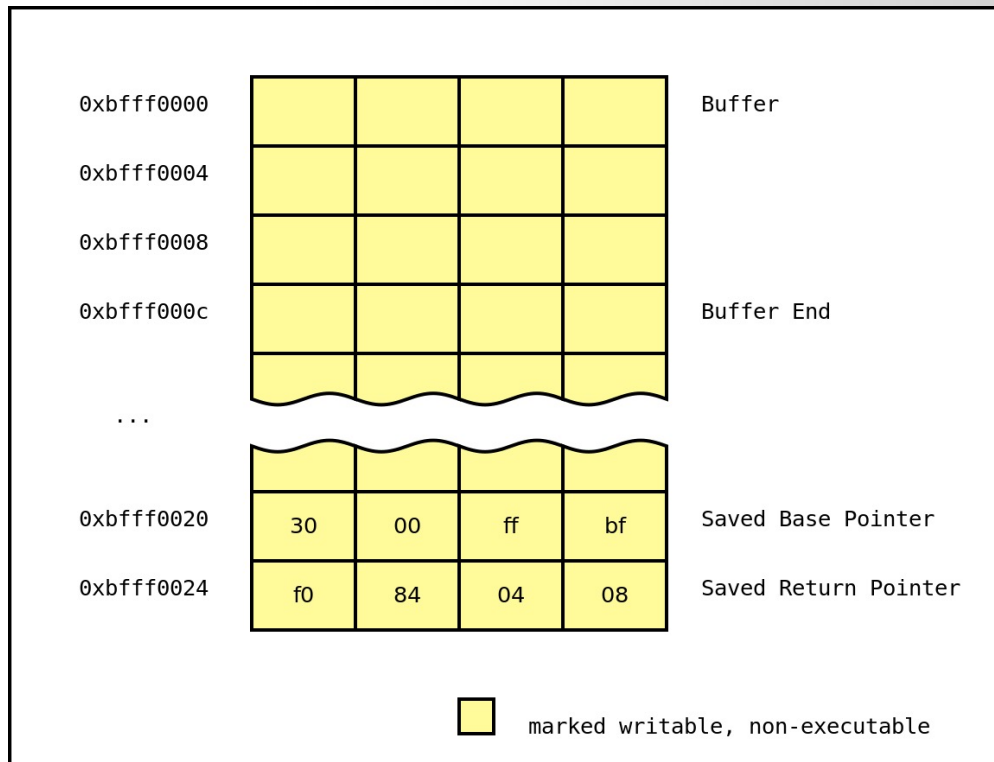 0xbfff0000 Buffer
0xbfff0004
0xbfff0008
0xbfff000c Buffer End
...
0xbfff0020 30 00 ff bf Saved Base Pointer
0xbfff0024 f0 84 04 08 Saved Return Pointer
marked writable, non-executable